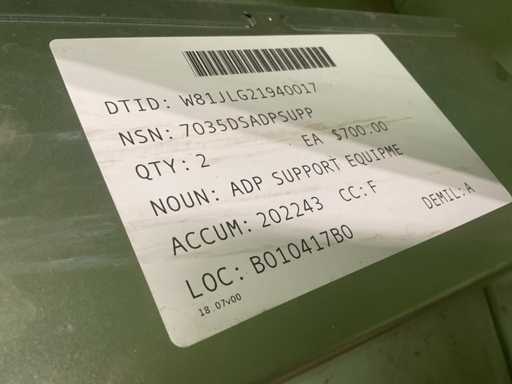 DTID: W81JLG21940017
NSN: 7035DSADPSUPP
QTY: 2 EA $700.00
NOUN: ADP SUPPORT EQUIPME
ACCUM: 202243 CC: F DEMIL: A
LOC: B010417B0
18.07v00